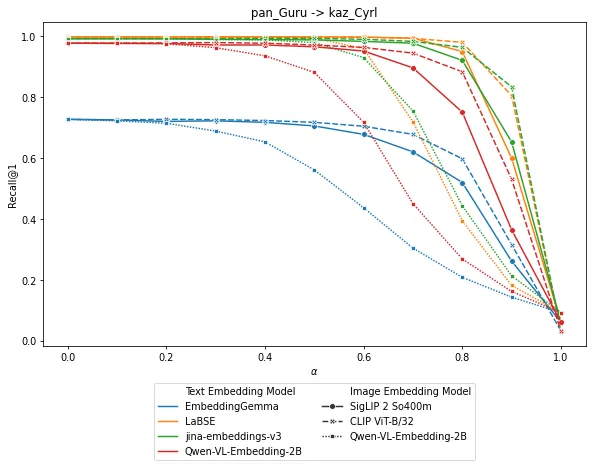 pan_Guru -> kaz_Cyrl
Recall@1
1.0
0.8
0.6
0.4
0.2
0.0
0.0 0.2 0.4 0.6 0.8 1.0
α
Text Embedding Model
EmbeddingGemma
LaBSE
jina-embeddings-v3
Qwen-VL-Embedding-2B
Image Embedding Model
SigLIP 2 So400m
CLIP ViT-B/32
Qwen-VL-Embedding-2B